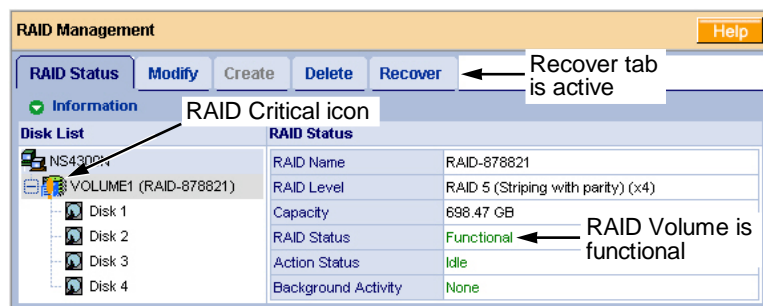 RAID Management
Help
RAID Status Modify Create Delete Recover
Recover tab
is active
Information
RAID Critical icon
Disk List
RAID Status
NS4300N
RAID Name RAID-878821
VOLUME1 (RAID-878821)
RAID Level RAID 5 (Striping with parity) (x4)
Disk 1
Capacity 698.47 GB
Disk 2
RAID Status Functional
RAID Volume is
functional
Disk 3
Action Status Idle
Disk 4
Background Activity None